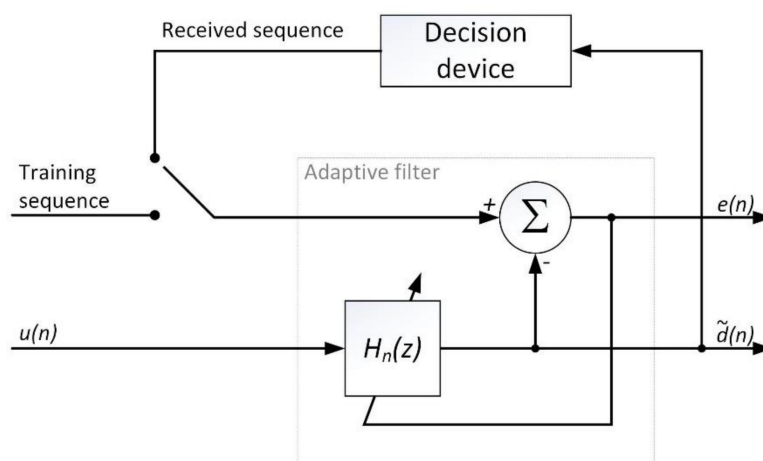 Received sequence
Decision
device
Training
sequence
Adaptive filter
+
Σ
e(n)
-
u(n)
Hₙ(z)
d̃(n)